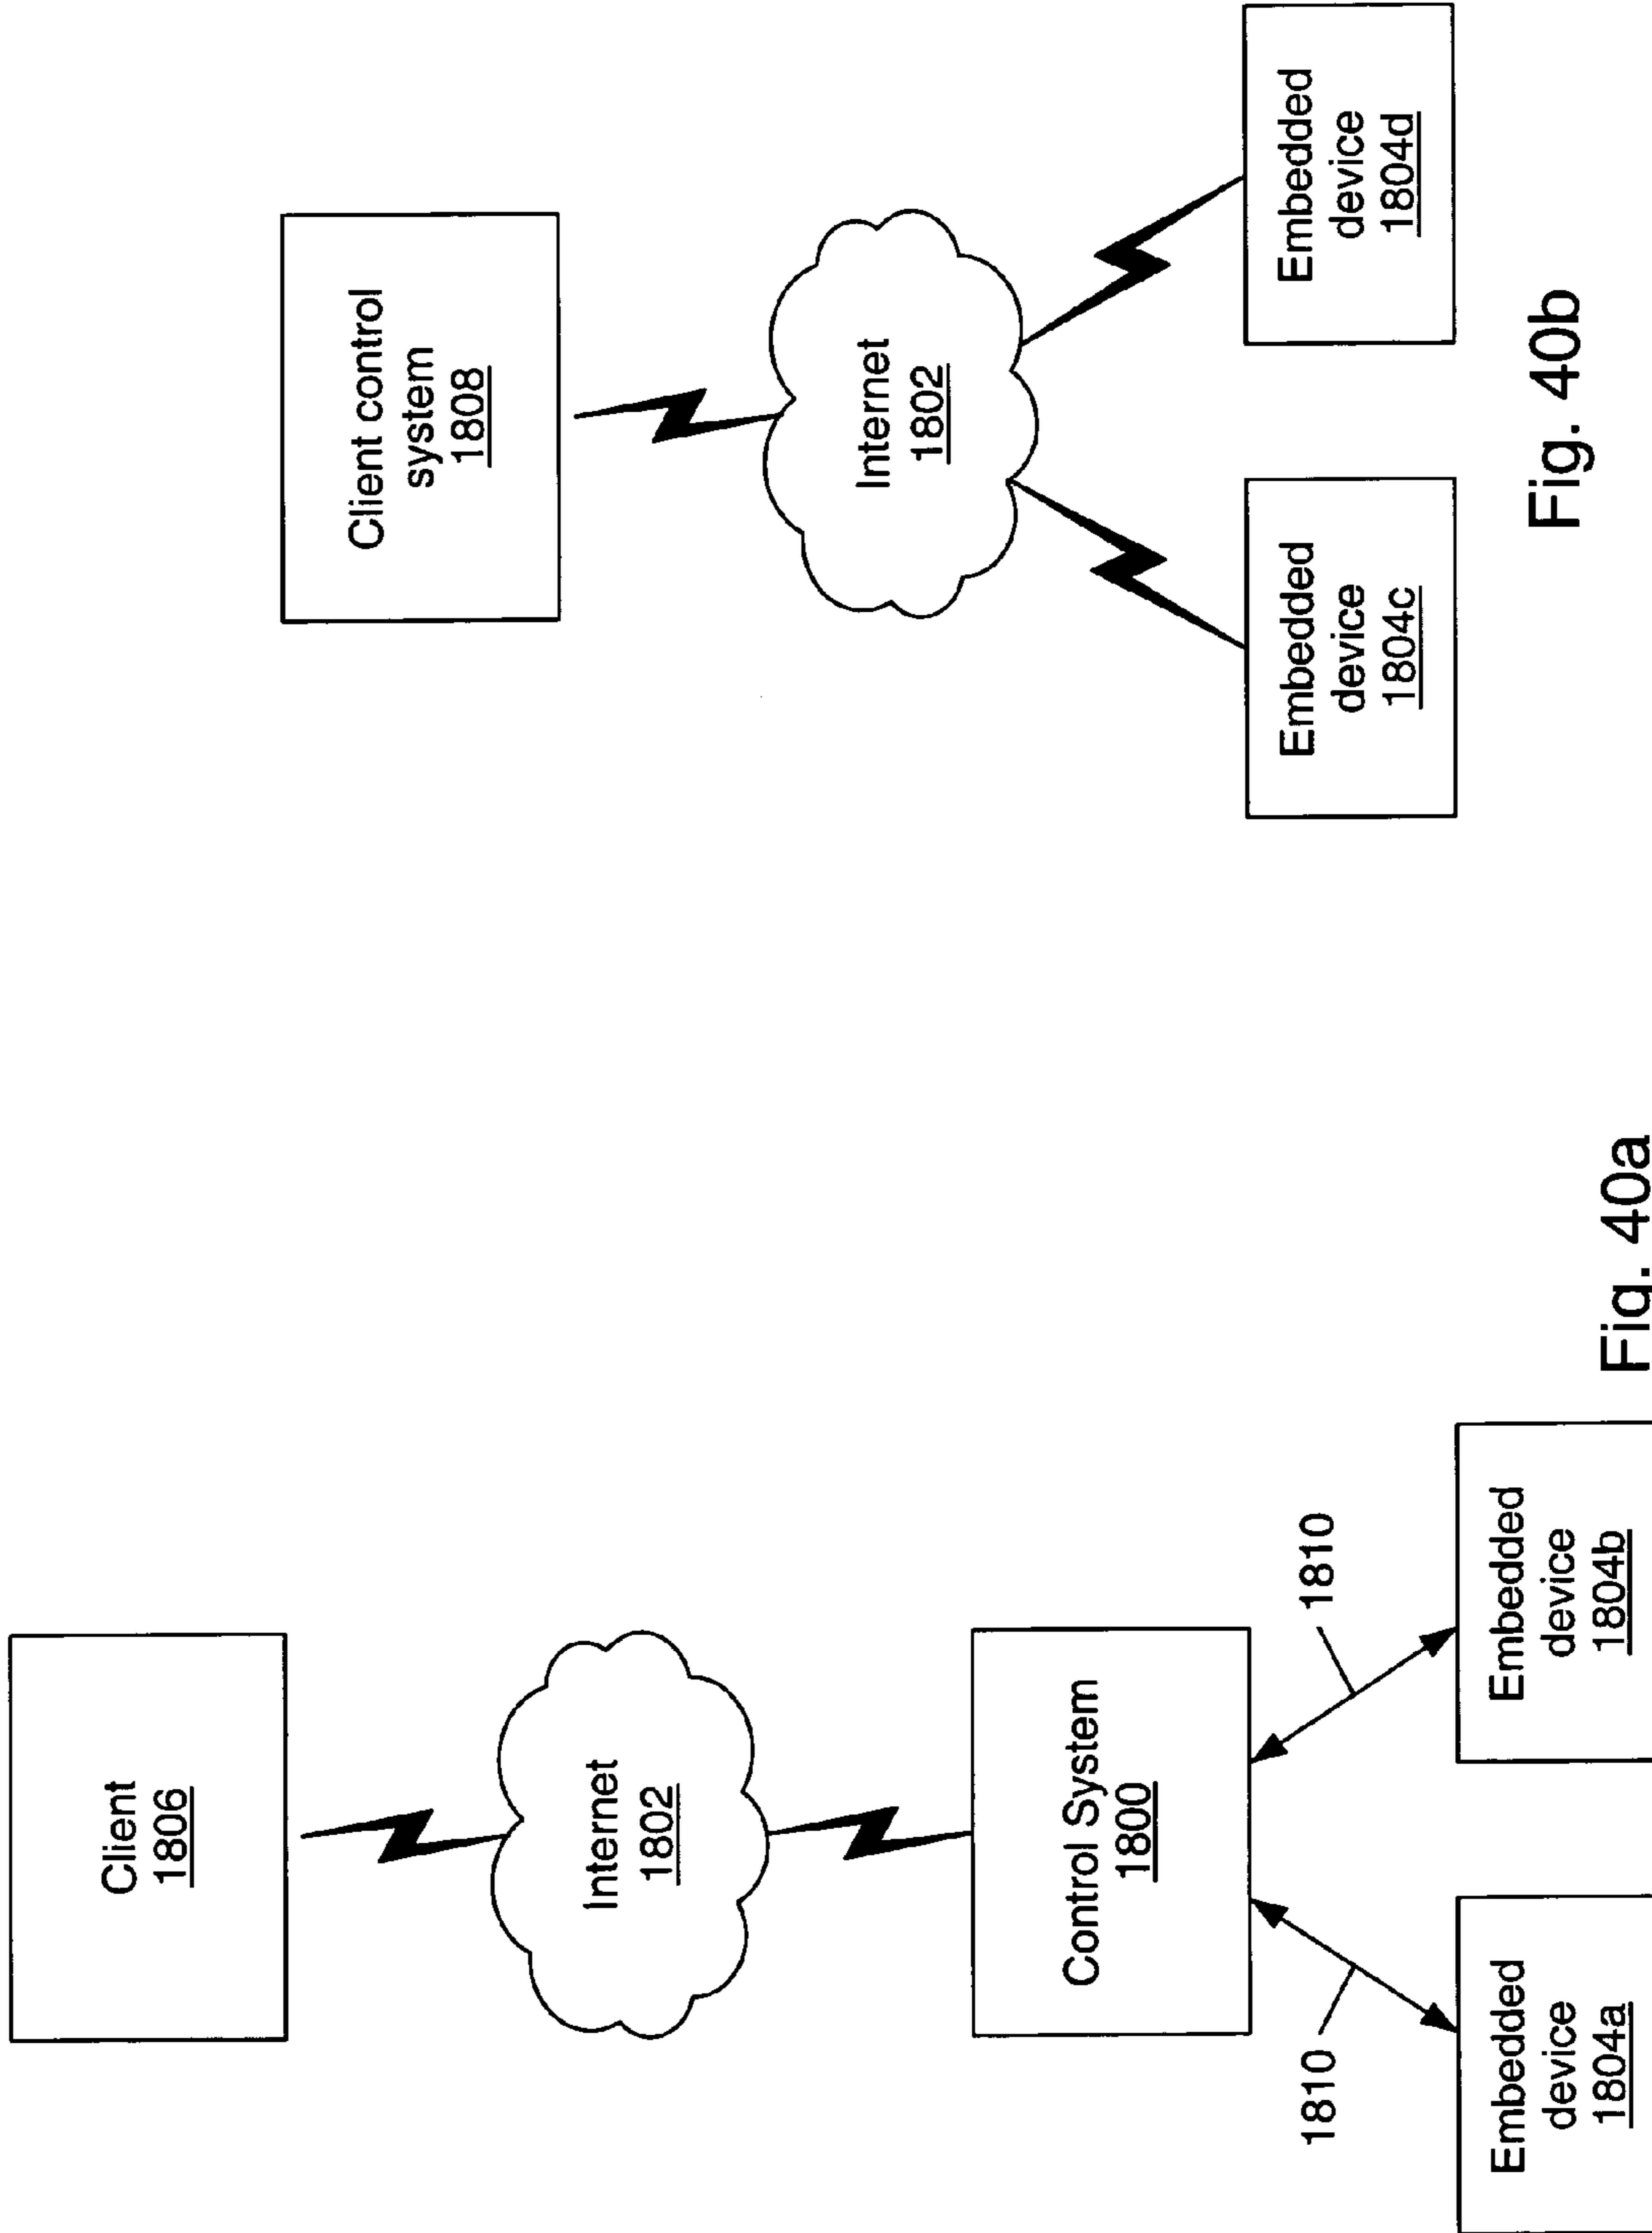 Client
1806
Internet
1802
Control System
1800
1810
1810
Embedded
device
1804a
Embedded
device
1804b
Fig. 40a
Client control
system
1808
Internet
1802
Embedded
device
1804c
Embedded
device
1804d
Fig. 40b